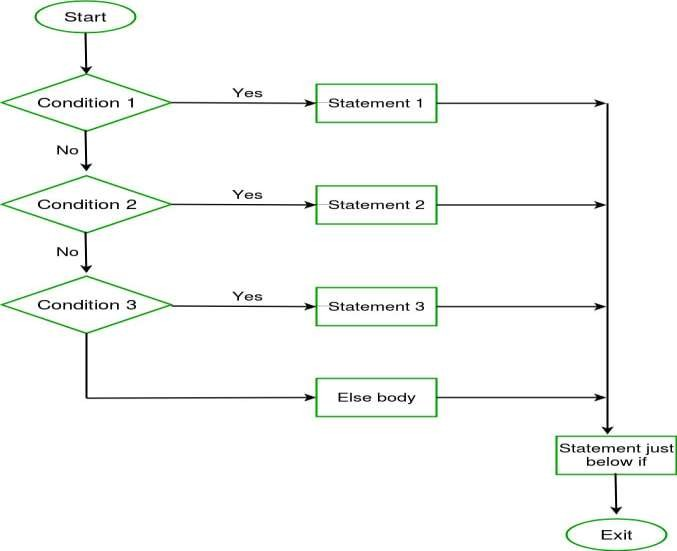 Start
Condition 1
Yes
Statement 1
No
Condition 2
Yes
Statement 2
No
Condition 3
Yes
Statement 3
Else body
Statement just
below if
Exit